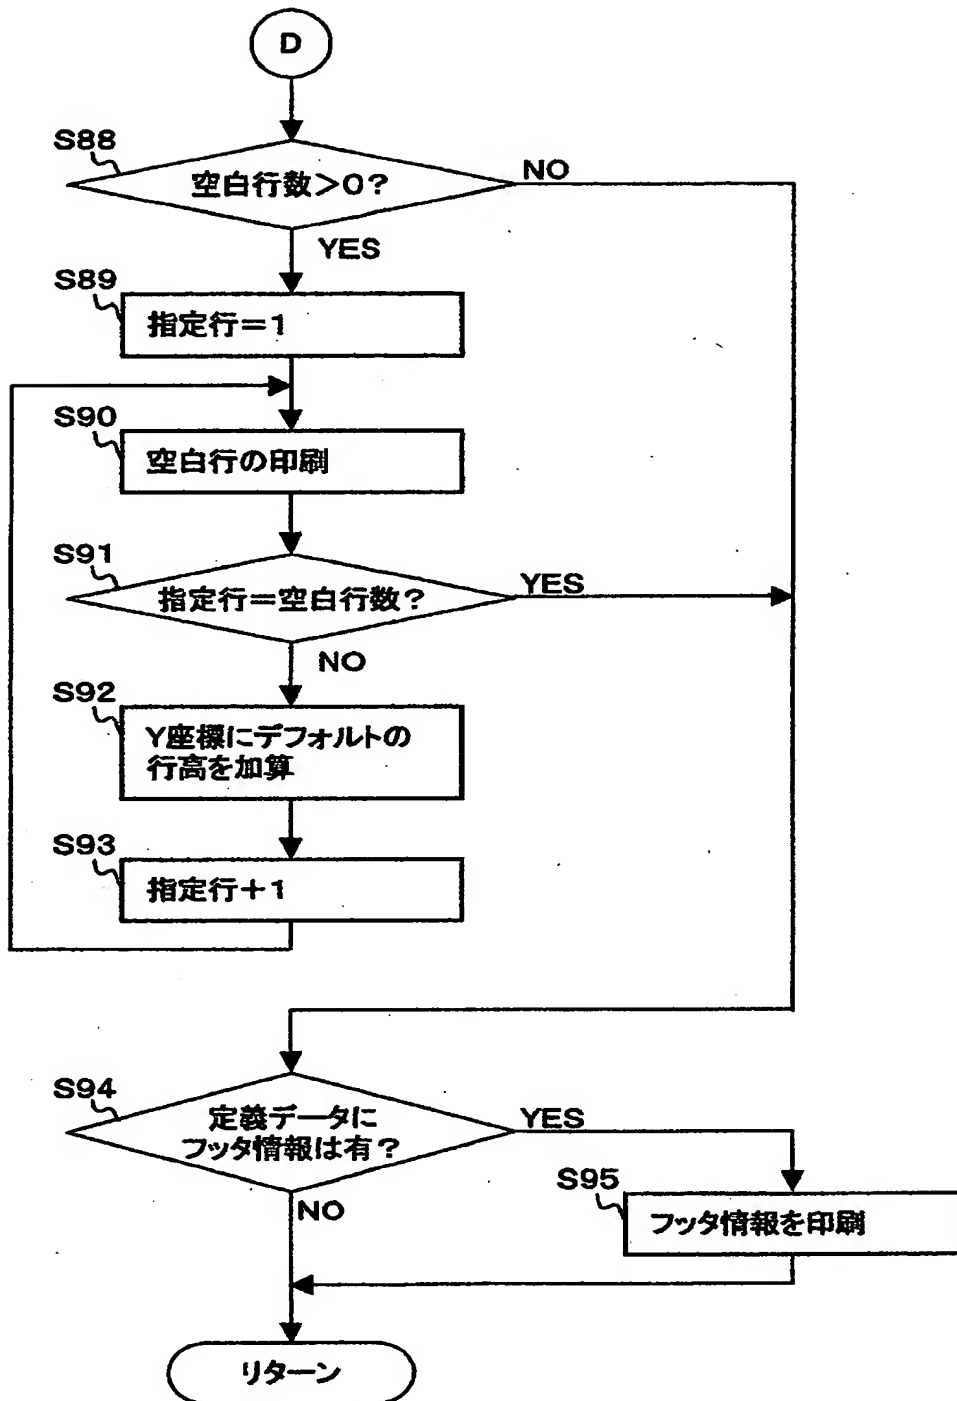 D
S88
空白行数＞0？
NO
YES
S89
指定行＝1
S90
空白行の印刷
S91
指定行＝空白行数？
YES
NO
S92
Y座標にデフォルトの
行高を加算
S93
指定行＋1
S94
定義データに
フッタ情報は有？
YES
NO
S95
フッタ情報を印刷
リターン